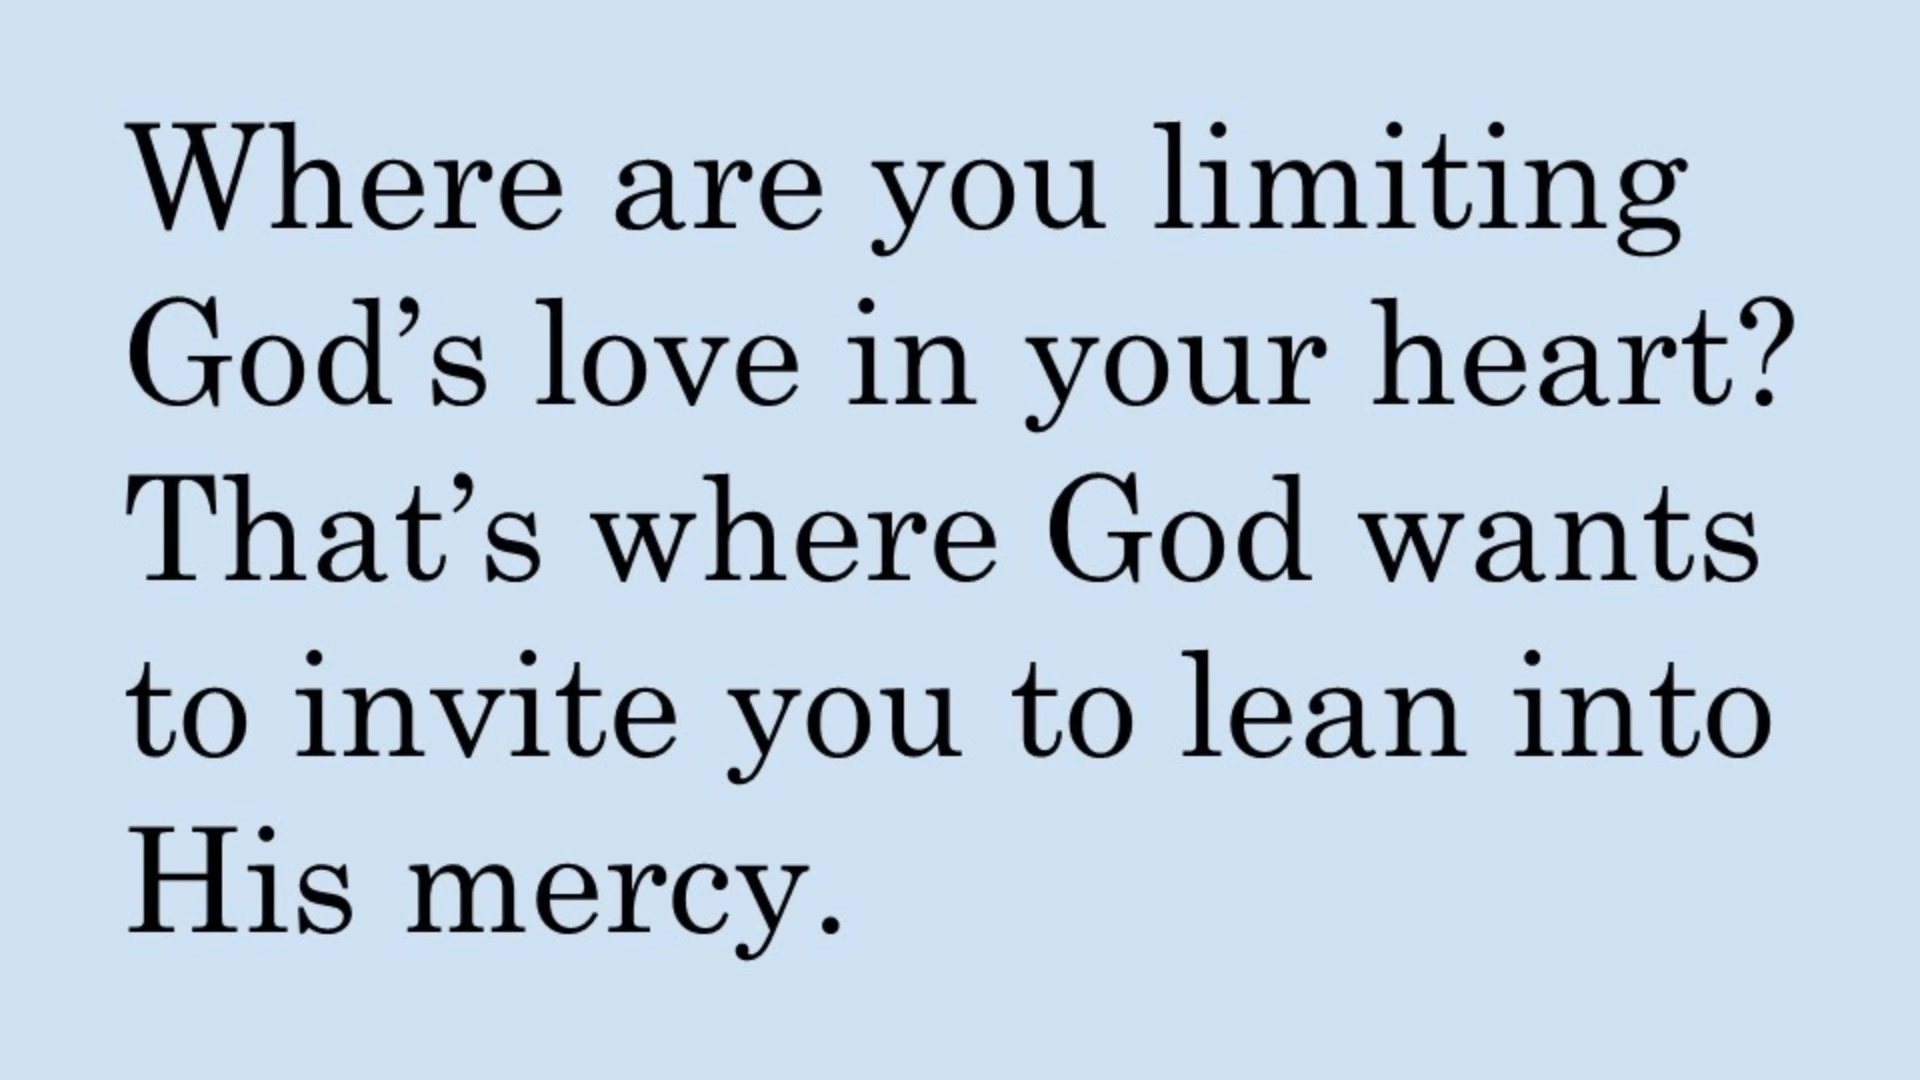 Where are you limiting
God’s love in your heart?
That’s where God wants
to invite you to lean into
His mercy.